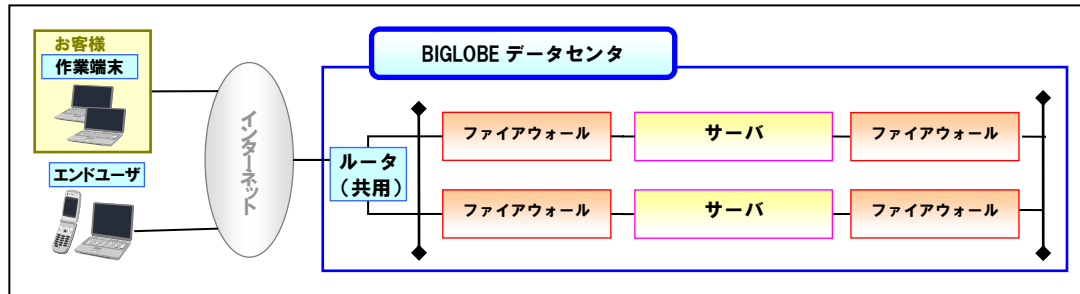 お客様
作業端末
エンドユーザ
インターネット
BIGLOBE データセンタ
ルータ
（共用）
ファイアウォール
サーバ
ファイアウォール
ファイアウォール
サーバ
ファイアウォール